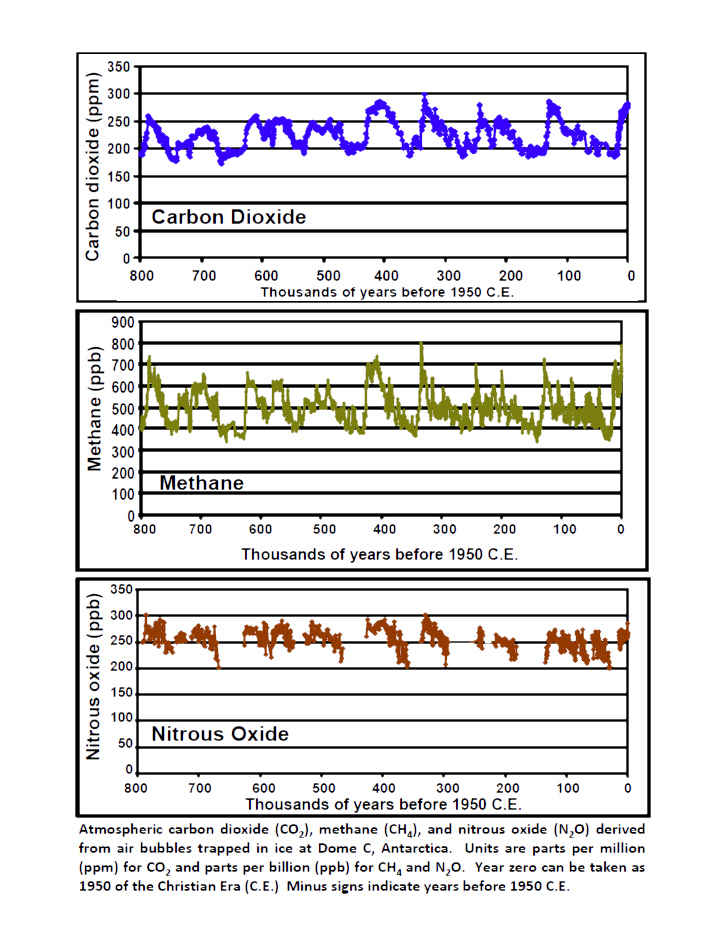 350
300
250
200
150
100
50
0
Carbon dioxide (ppm)
Carbon Dioxide
800 700 600 500 400 300 200 100 0
Thousands of years before 1950 C.E.
900
800
700
600
500
400
300
200
100
0
Methane (ppb)
Methane
800 700 600 500 400 300 200 100 0
Thousands of years before 1950 C.E.
350
300
250
200
150
100
50
0
Nitrous oxide (ppb)
Nitrous Oxide
800 700 600 500 400 300 200 100 0
Thousands of years before 1950 C.E.
Atmospheric carbon dioxide (CO₂), methane (CH₄), and nitrous oxide (N₂O) derived
from air bubbles trapped in ice at Dome C, Antarctica. Units are parts per million
(ppm) for CO₂ and parts per billion (ppb) for CH₄ and N₂O. Year zero can be taken as
1950 of the Christian Era (C.E.) Minus signs indicate years before 1950 C.E.